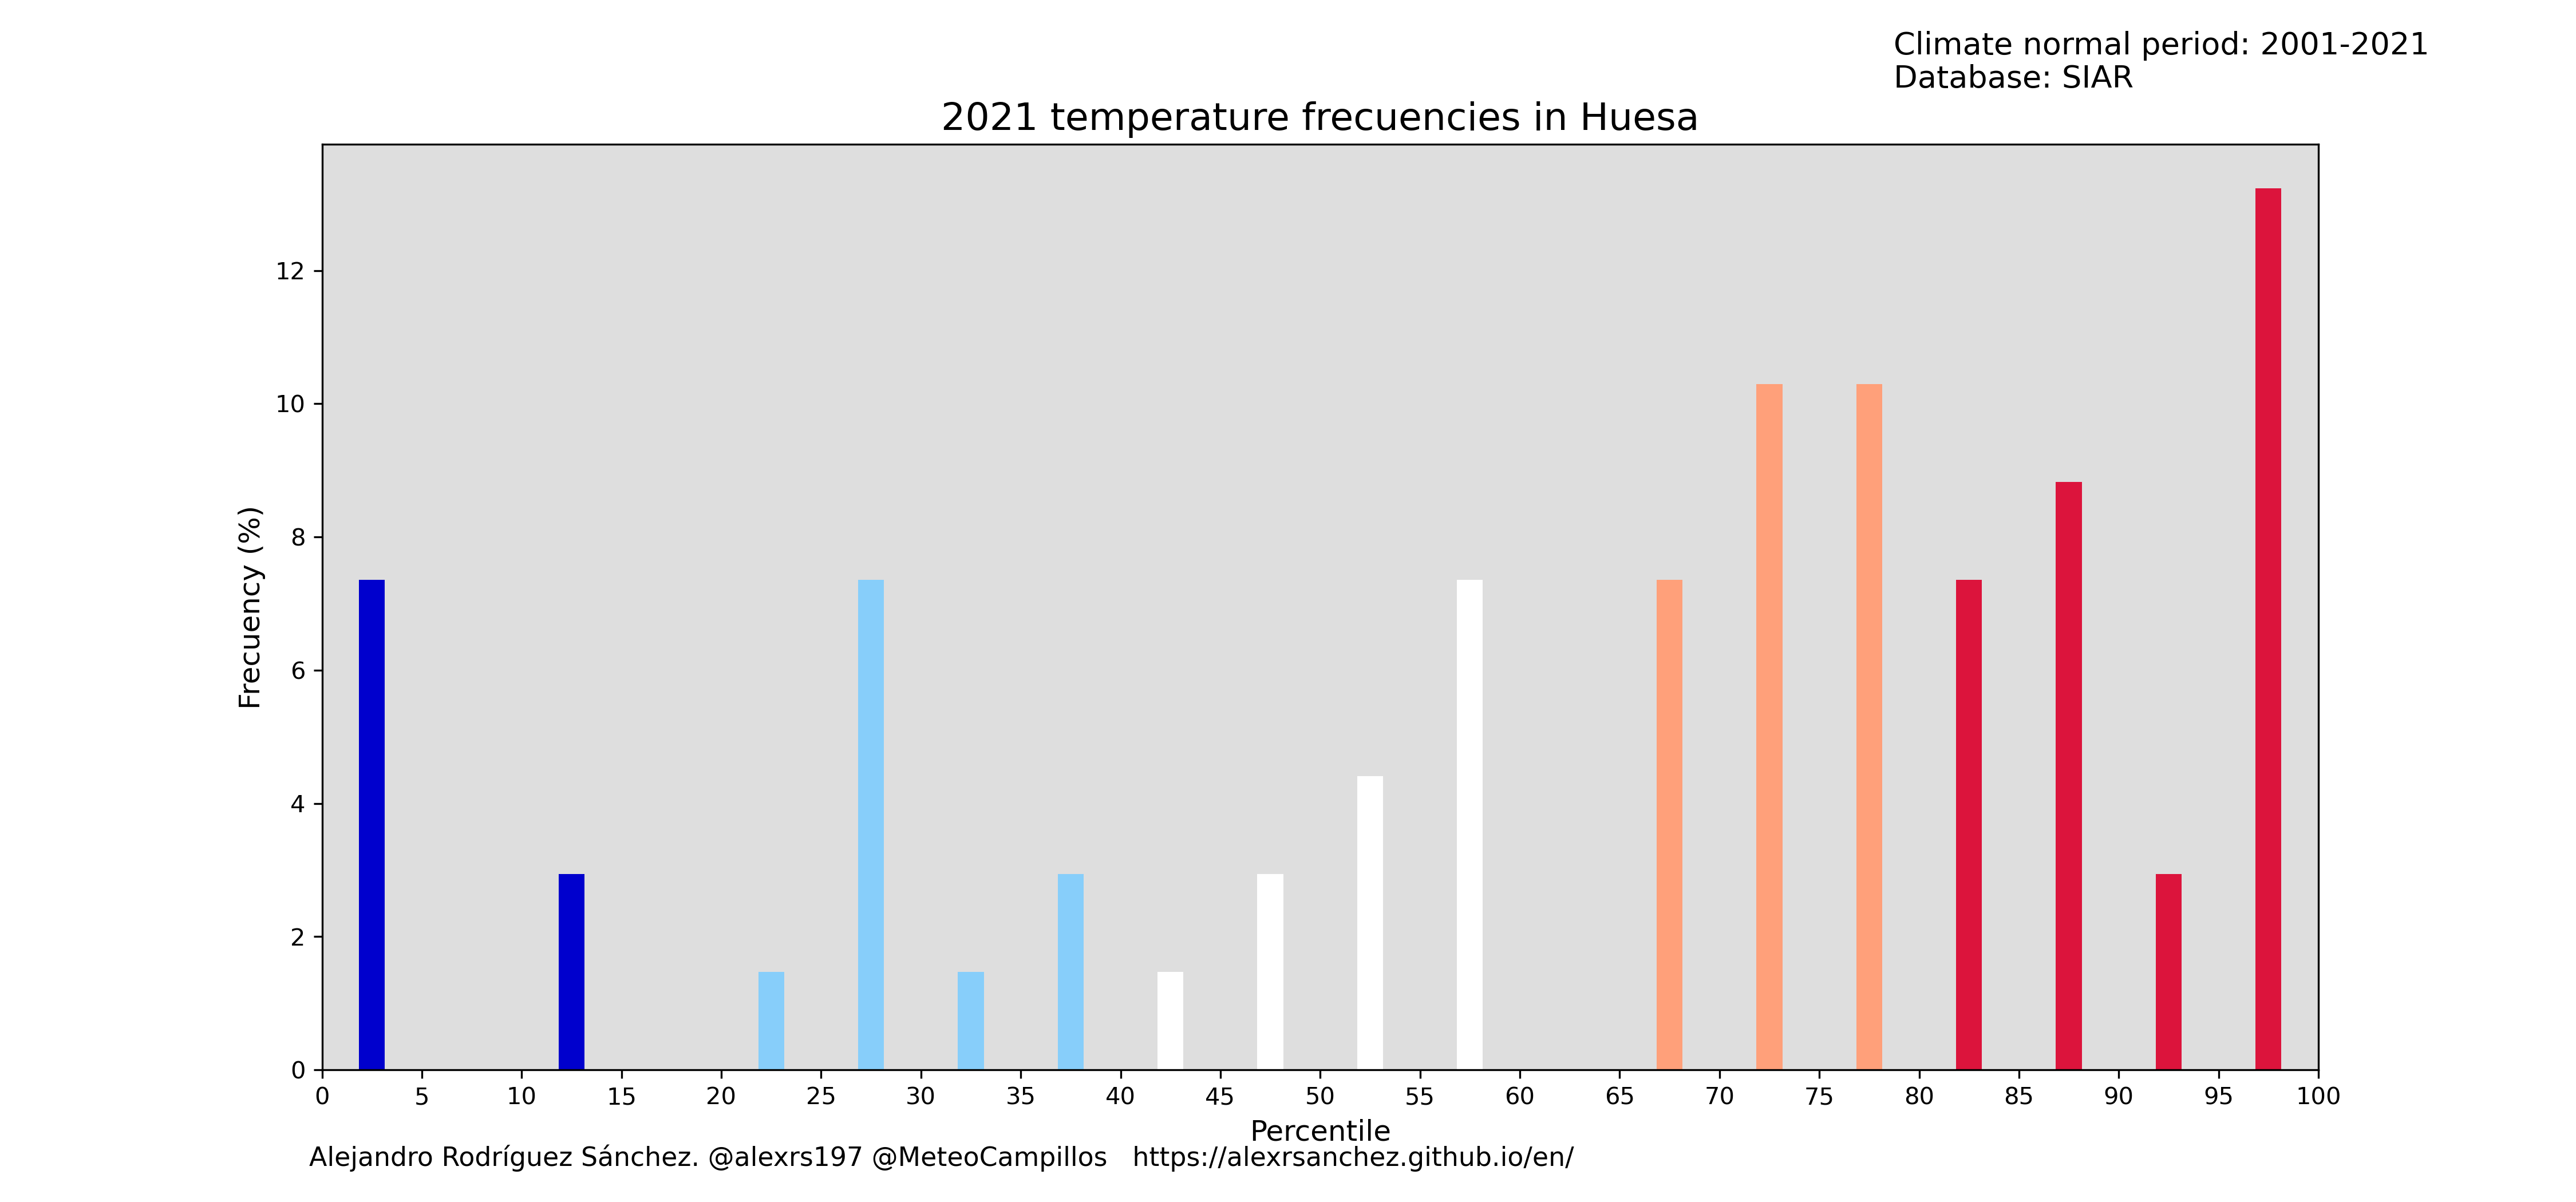 Climate normal period: 2001-2021
Database: SIAR
2021 temperature frecuencies in Huesa
Frecuency (%)
12
10
8
6
4
2
0
0 5 10 15 20 25 30 35 40 45 50 55 60 65 70 75 80 85 90 95 100
Percentile
Alejandro Rodríguez Sánchez. @alexrs197 @MeteoCampillos https://alexrsanchez.github.io/en/